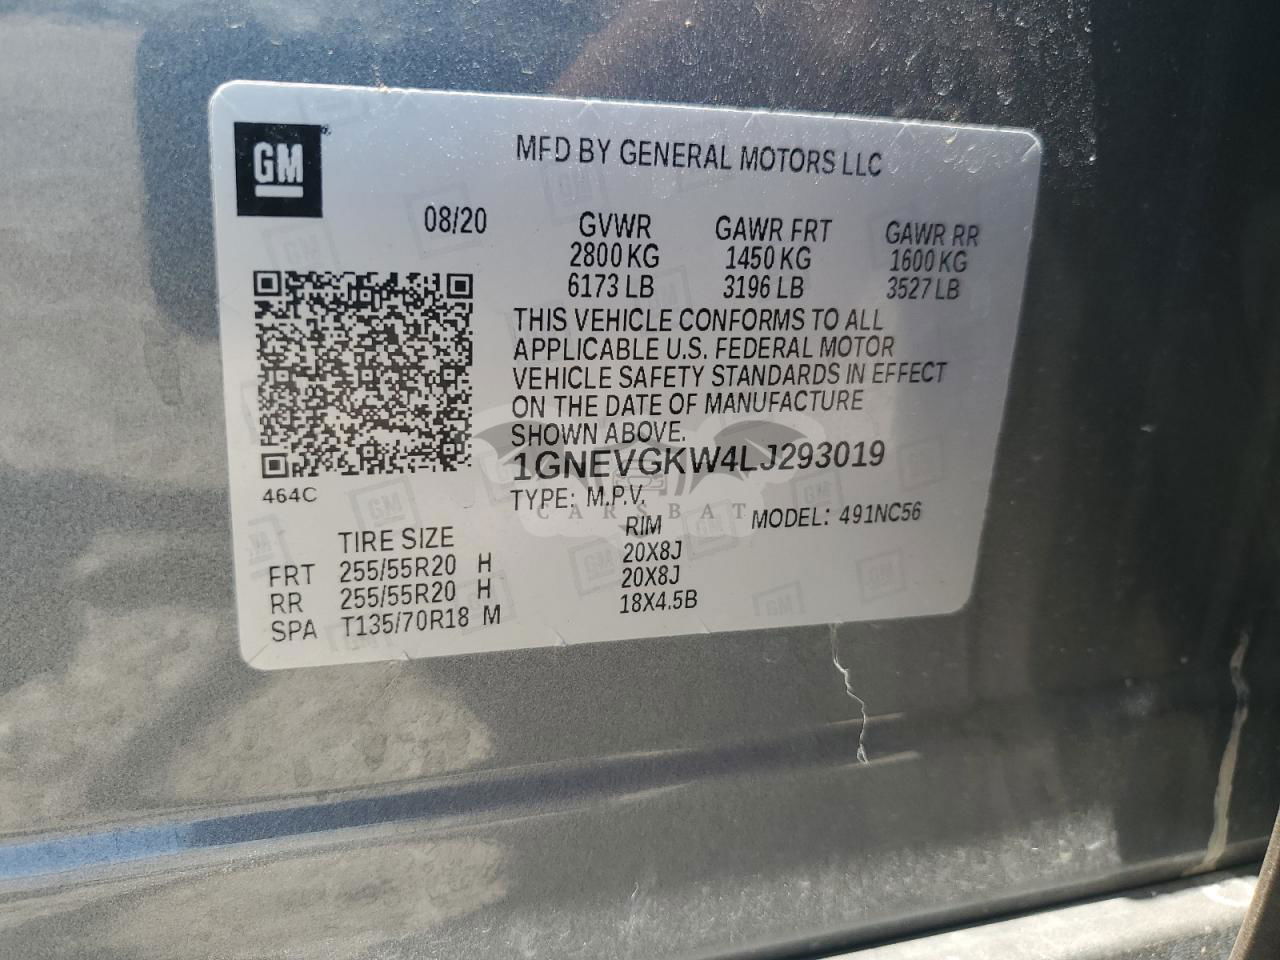 GM
MFD BY GENERAL MOTORS LLC
08/20
GVWR GAWR FRT GAWR RR
2800 KG 1450 KG 1600 KG
6173 LB 3196 LB 3527 LB
THIS VEHICLE CONFORMS TO ALL
APPLICABLE U.S. FEDERAL MOTOR
VEHICLE SAFETY STANDARDS IN EFFECT
ON THE DATE OF MANUFACTURE
SHOWN ABOVE.
1GNEVGKW4LJ293019
464C
TYPE: M.P.V. MODEL: 491NC56
CARSBAT
TIRE SIZE RIM
FRT 255/55R20 H 20X8J
RR 255/55R20 H 20X8J
SPA T135/70R18 M 18X4.5B